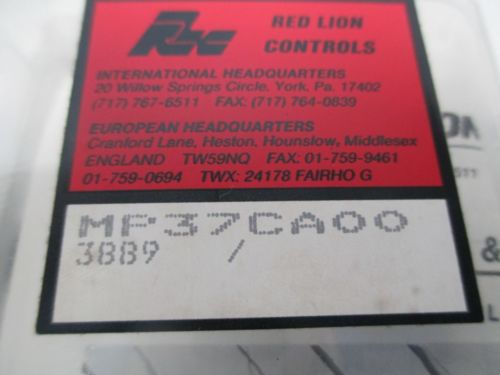 RLC
RED LION
CONTROLS
INTERNATIONAL HEADQUARTERS
20 Willow Springs Circle, York, Pa. 17402
(717) 767-6511 FAX: (717) 764-0839
EUROPEAN HEADQUARTERS
Cranford Lane, Heston, Hounslow, Middlesex
ENGLAND TW59NQ FAX: 01-759-9461
01-759-0694 TWX: 24178 FAIRHO G
MP37CA00
3889 /
&